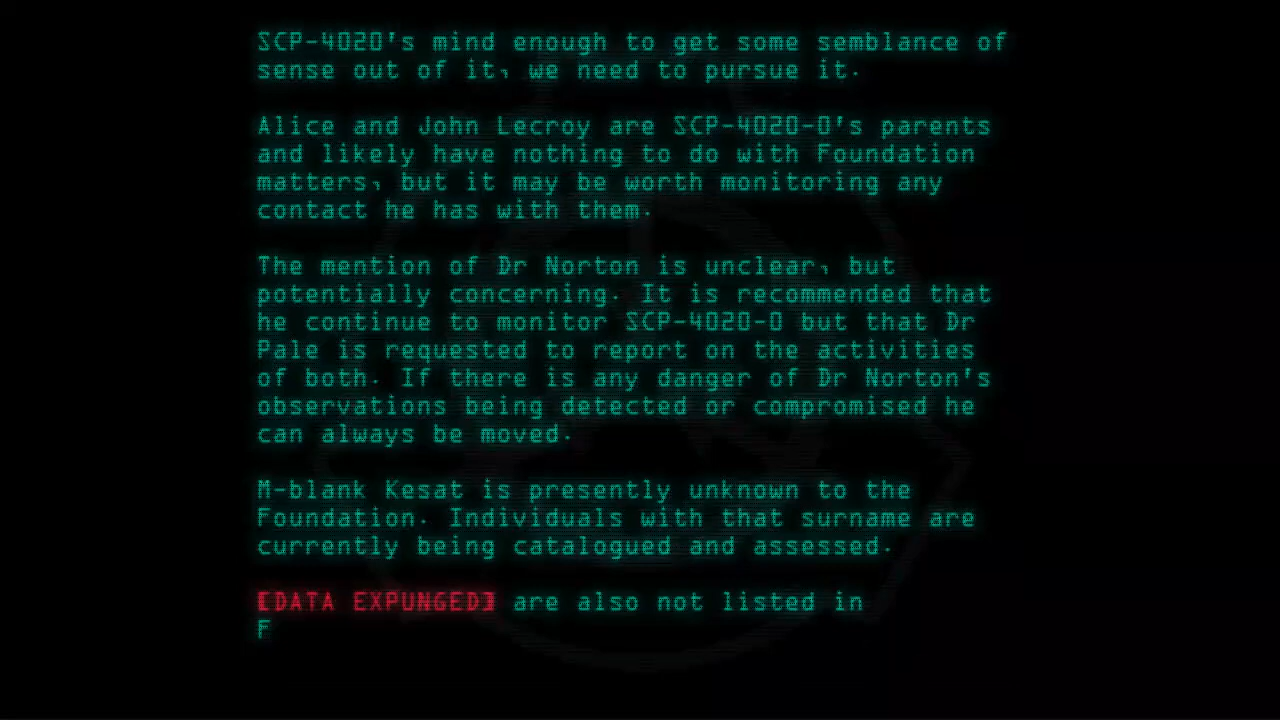 SCP-4020's mind enough to get some semblance of
sense out of it, we need to pursue it.
Alice and John Lecroy are SCP-4020-0's parents
and likely have nothing to do with Foundation
matters, but it may be worth monitoring any
contact he has with them.
The mention of Dr Norton is unclear, but
potentially concerning. It is recommended that
he continue to monitor SCP-4020-0 but that Dr
Pale is requested to report on the activities
of both. If there is any danger of Dr Norton's
observations being detected or compromised he
can always be moved.
M-blank Kesat is presently unknown to the
Foundation. Individuals with that surname are
currently being catalogued and assessed.
[DATA EXPUNGED] are also not listed in
F